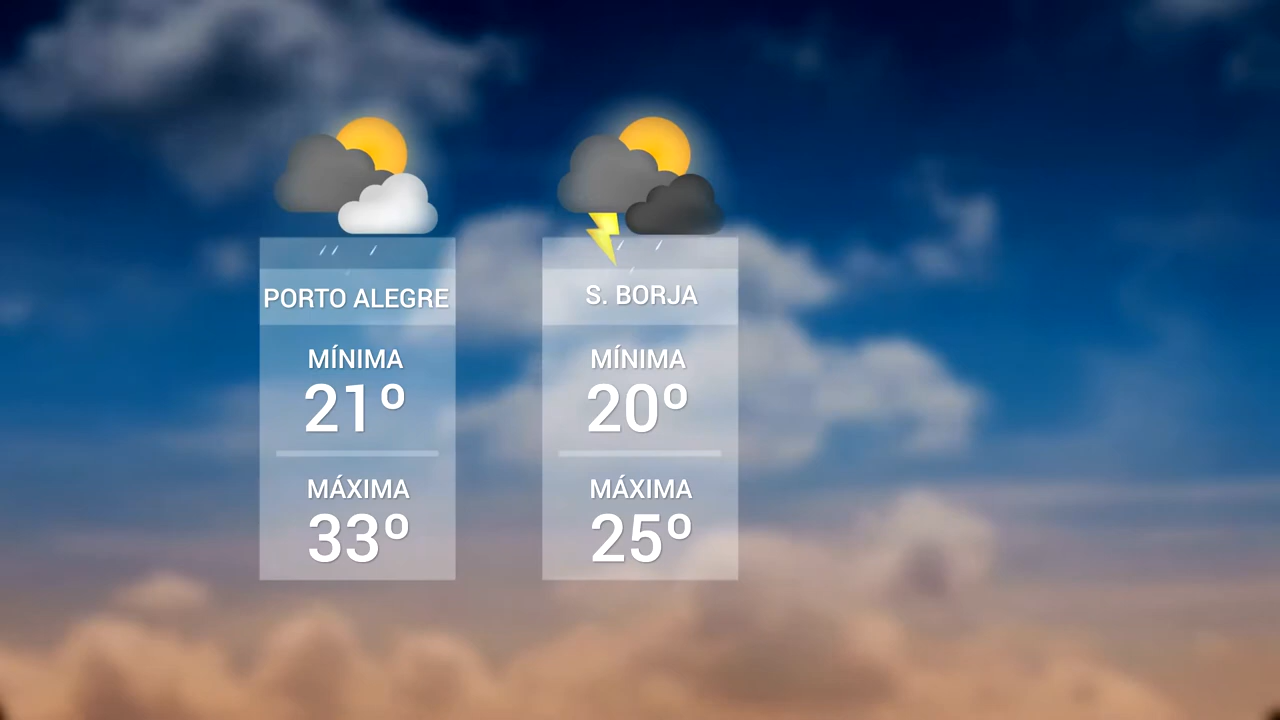 PORTO ALEGRE
MÍNIMA
21º
MÁXIMA
33º
S. BORJA
MÍNIMA
20º
MÁXIMA
25º